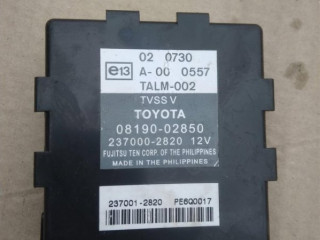 02 0730
e13 A-00 0557
TALM-002
TVSS V
TOYOTA
08190-02850
237000-2820 12V
FUJITSU TEN CORP. OF THE PHILIPPINES
MADE IN THE PHILIPPINES
237001-2820 PE6Q0017